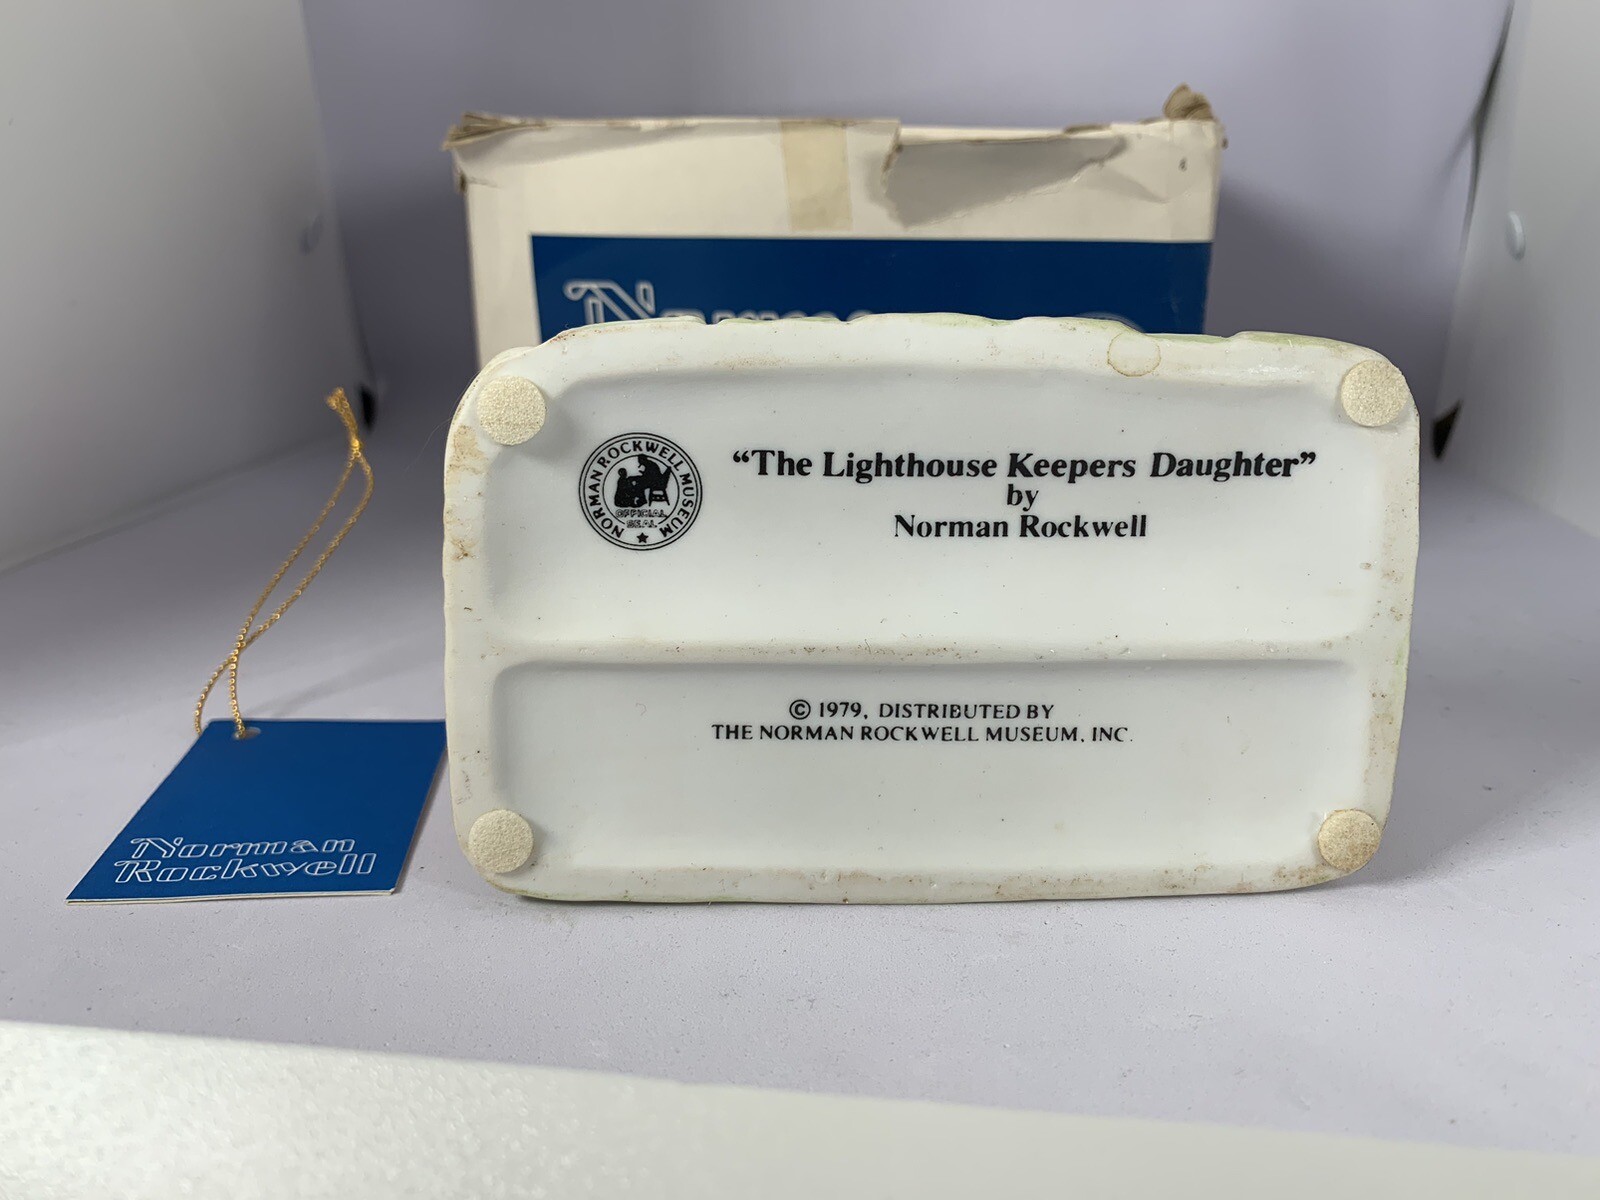 NORMAN ROCKWELL MUSEUM
OFFICIAL
SEAL
“The Lighthouse Keepers Daughter”
by
Norman Rockwell
© 1979, DISTRIBUTED BY
THE NORMAN ROCKWELL MUSEUM, INC.
Norman
Rockwell